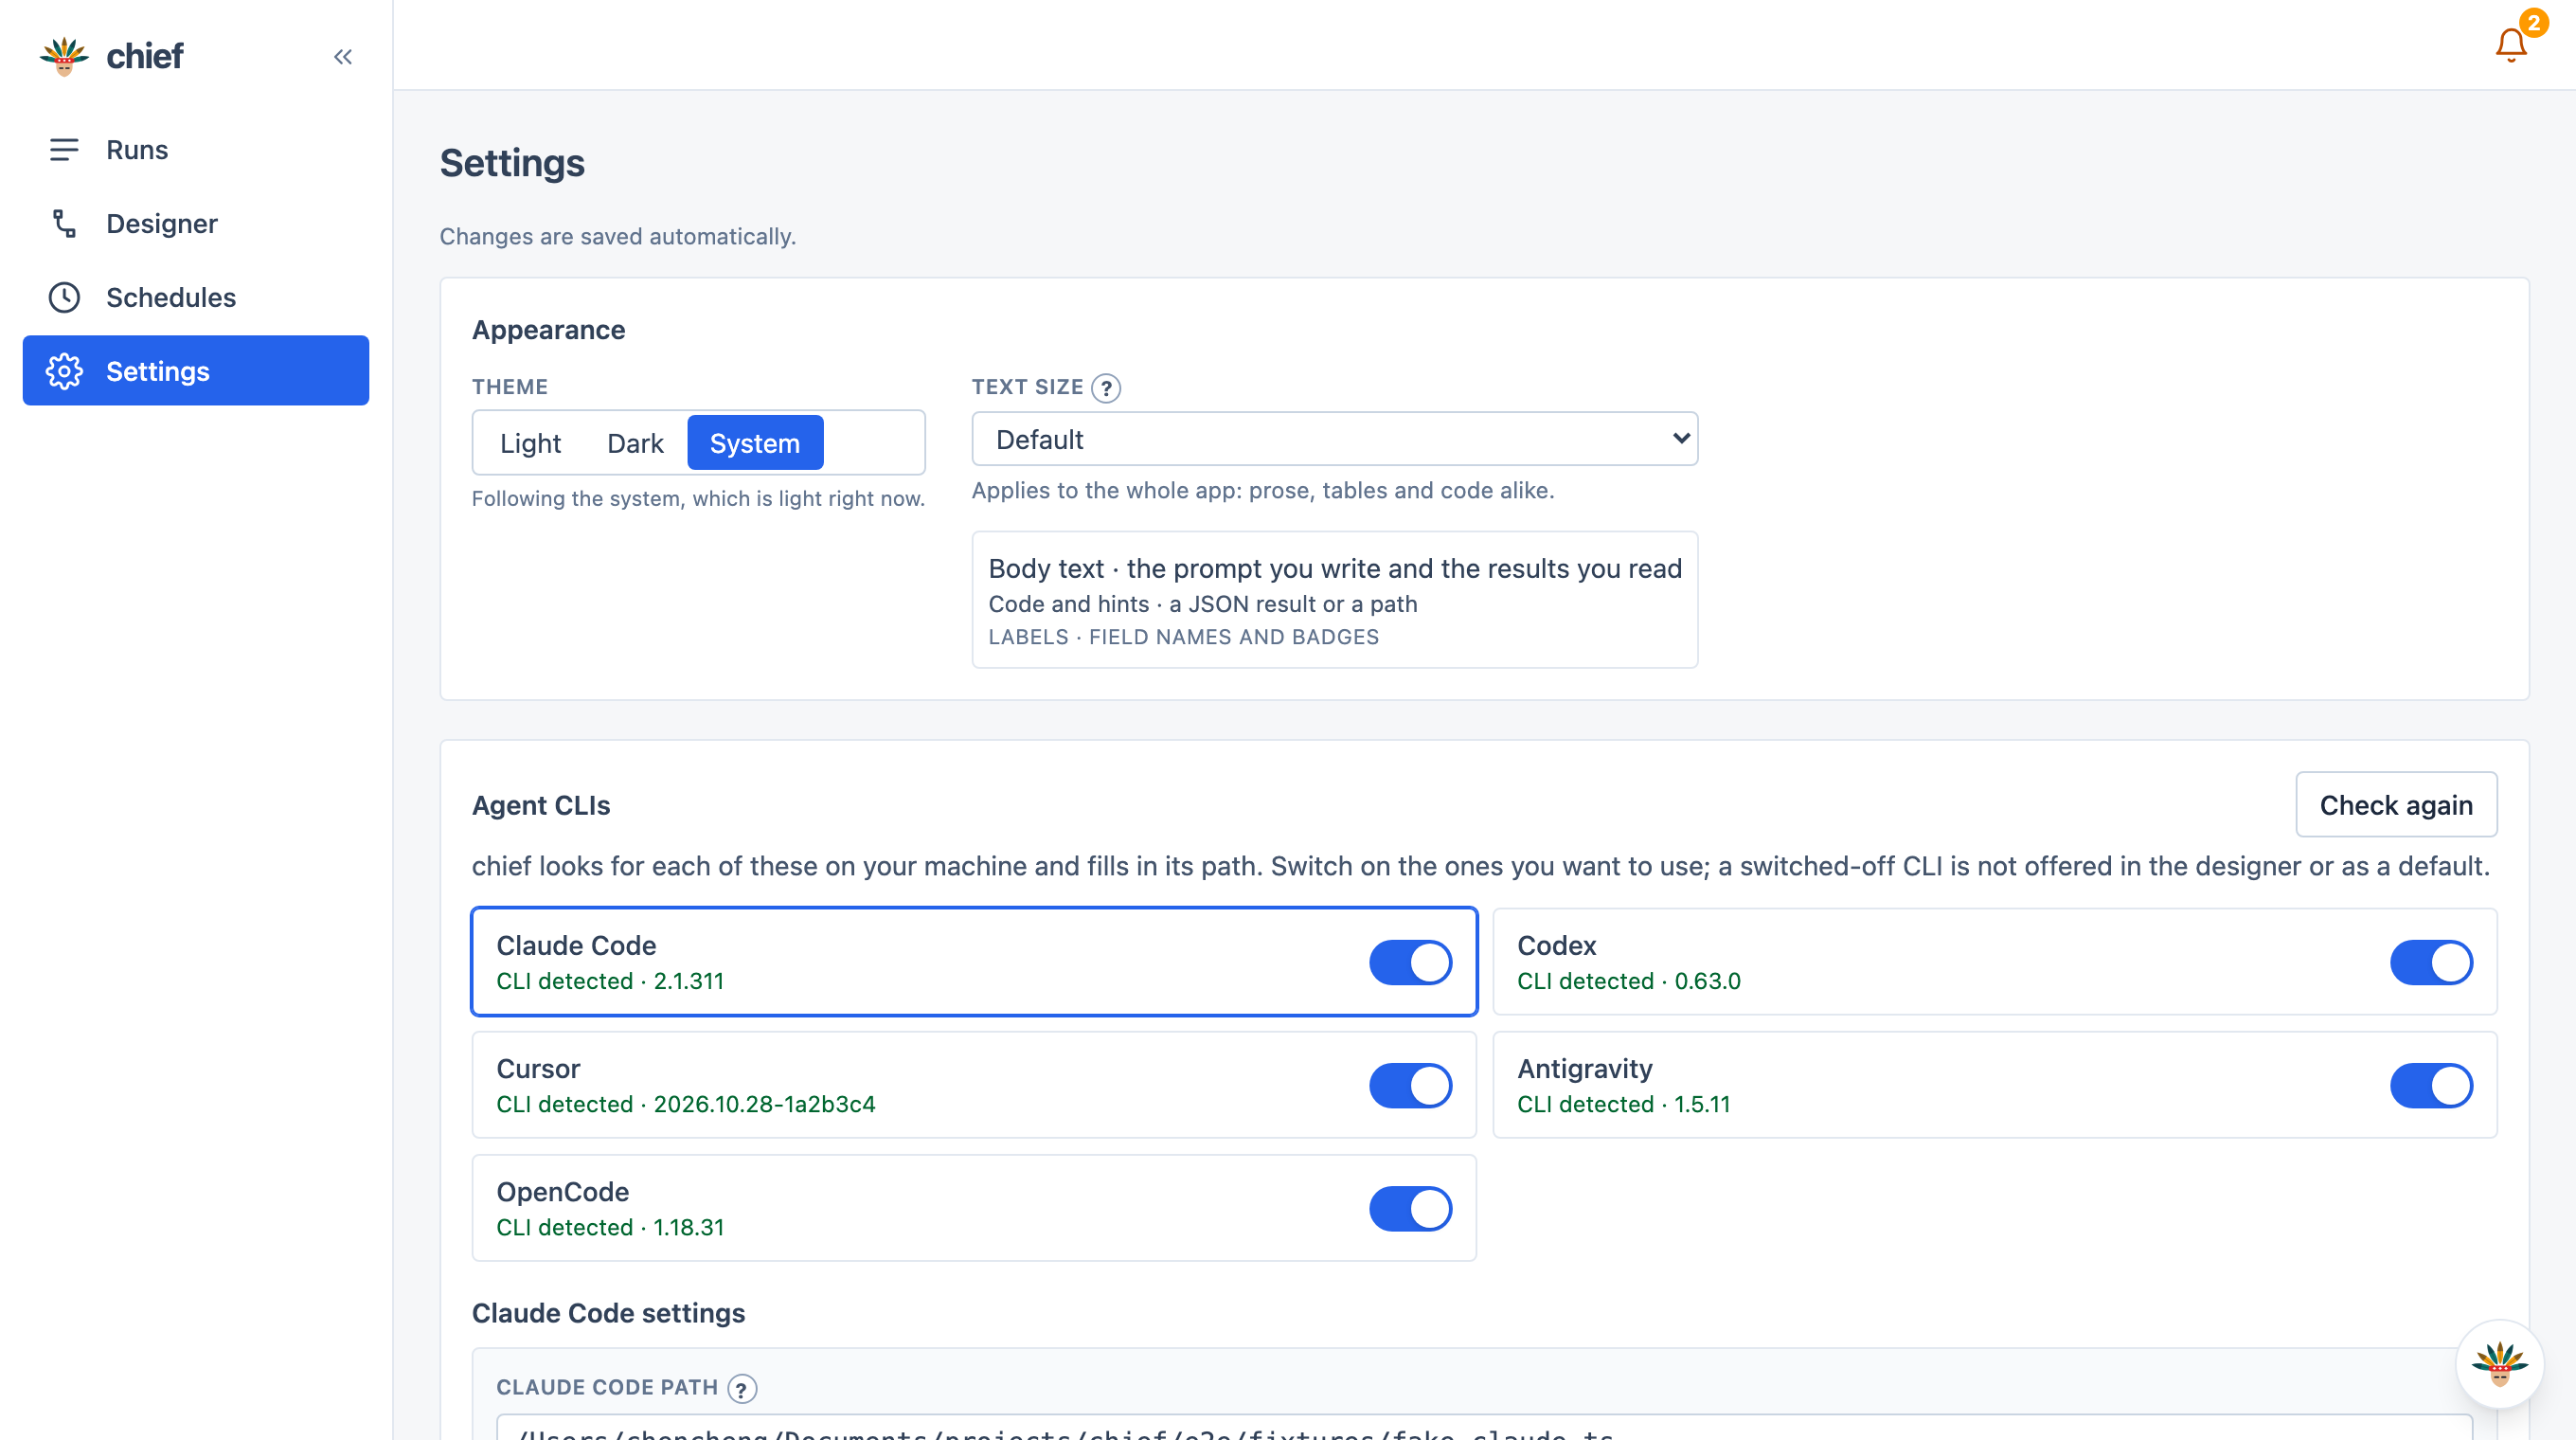 chief
2
Runs
Designer
Schedules
Settings
Settings
Changes are saved automatically.
Appearance
THEME
Light Dark System
Following the system, which is light right now.
TEXT SIZE ?
Default
Applies to the whole app: prose, tables and code alike.
Body text · the prompt you write and the results you read
Code and hints · a JSON result or a path
LABELS · FIELD NAMES AND BADGES
Agent CLIs
Check again
chief looks for each of these on your machine and fills in its path. Switch on the ones you want to use; a switched-off CLI is not offered in the designer or as a default.
Claude Code
CLI detected · 2.1.311
Codex
CLI detected · 0.63.0
Cursor
CLI detected · 2026.10.28-1a2b3c4
Antigravity
CLI detected · 1.5.11
OpenCode
CLI detected · 1.18.31
Claude Code settings
CLAUDE CODE PATH ?